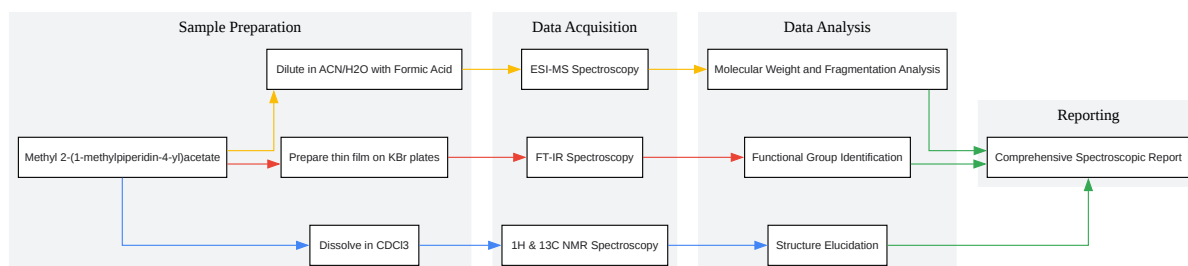 Sample Preparation
Data Acquisition
Data Analysis
Dilute in ACN/H2O with Formic Acid
ESI-MS Spectroscopy
Molecular Weight and Fragmentation Analysis
Reporting
Methyl 2-(1-methylpiperidin-4-yl)acetate
Prepare thin film on KBr plates
FT-IR Spectroscopy
Functional Group Identification
Comprehensive Spectroscopic Report
Dissolve in CDCl3
1H & 13C NMR Spectroscopy
Structure Elucidation